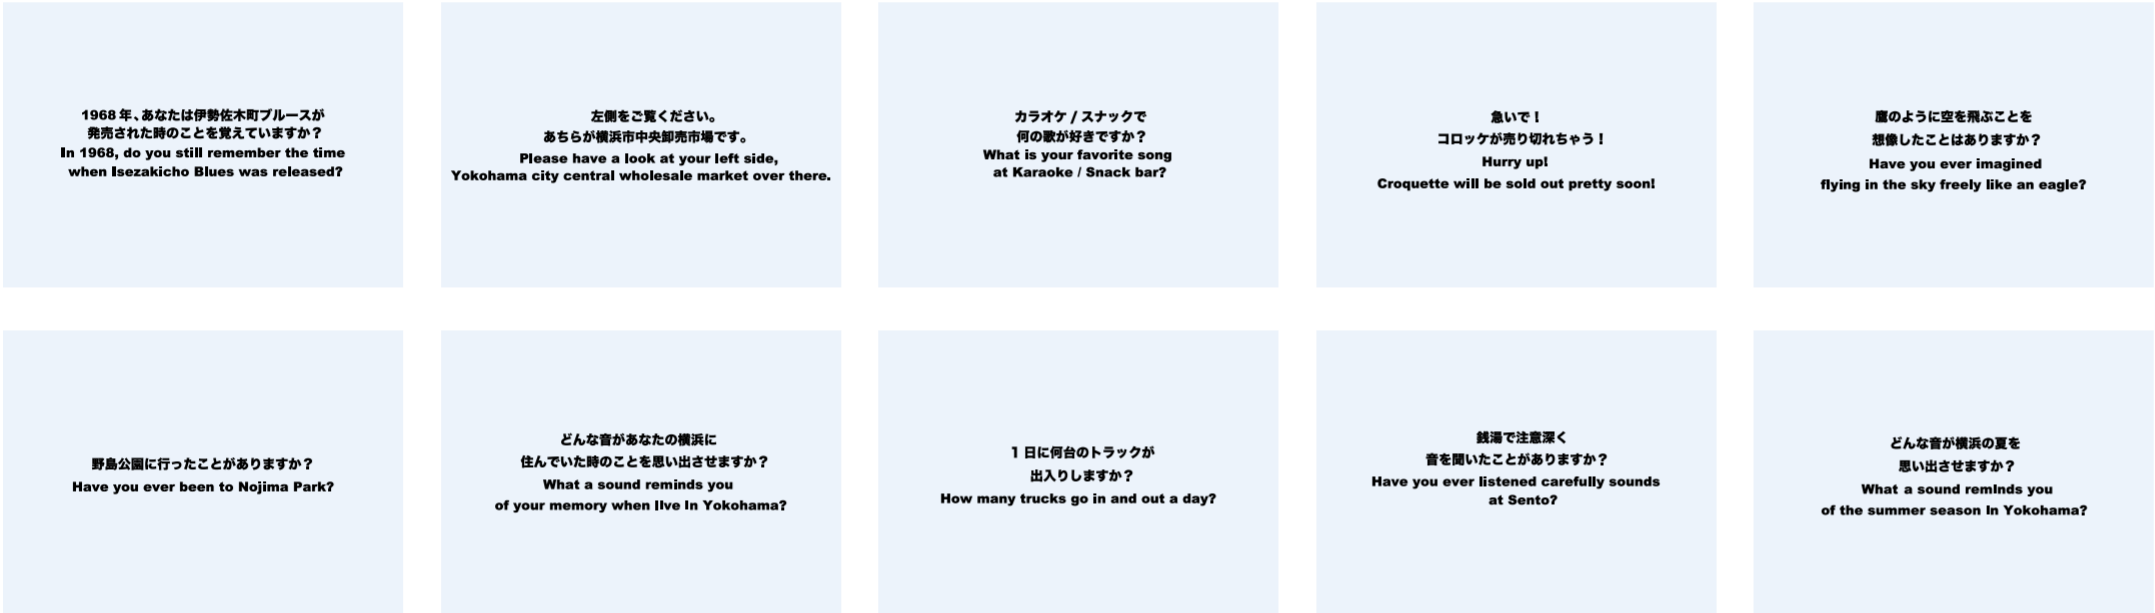 1968 年、あなたは伊勢佐木町ブルースが
発売された時のことを覚えていますか？
In 1968, do you still remember the time
when Isezakicho Blues was released?
左側をご覧ください。
あちらが横浜市中央卸売市場です。
Please have a look at your left side,
Yokohama city central wholesale market over there.
カラオケ / スナックで
何の歌が好きですか？
What is your favorite song
at Karaoke / Snack bar?
急いで！
コロッケが売り切れちゃう！
Hurry up!
Croquette will be sold out pretty soon!
鷹のように空を飛ぶことを
想像したことはありますか？
Have you ever imagined
flying in the sky freely like an eagle?
野島公園に行ったことがありますか？
Have you ever been to Nojima Park?
どんな音があなたの横浜に
住んでいた時のことを思い出させますか？
What a sound reminds you
of your memory when live in Yokohama?
1 日に何台のトラックが
出入りしますか？
How many trucks go in and out a day?
銭湯で注意深く
音を聞いたことがありますか？
Have you ever listened carefully sounds
at Sento?
どんな音が横浜の夏を
思い出させますか？
What a sound reminds you
of the summer season in Yokohama?